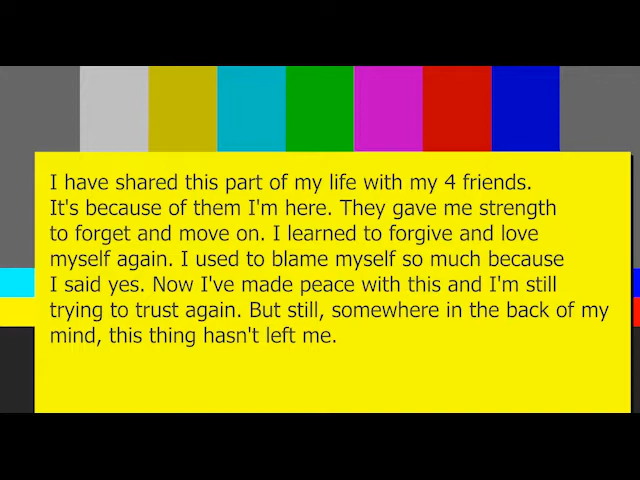 I have shared this part of my life with my 4 friends.
It's because of them I'm here. They gave me strength
to forget and move on. I learned to forgive and love
myself again. I used to blame myself so much because
I said yes. Now I've made peace with this and I'm still
trying to trust again. But still, somewhere in the back of my
mind, this thing hasn't left me.